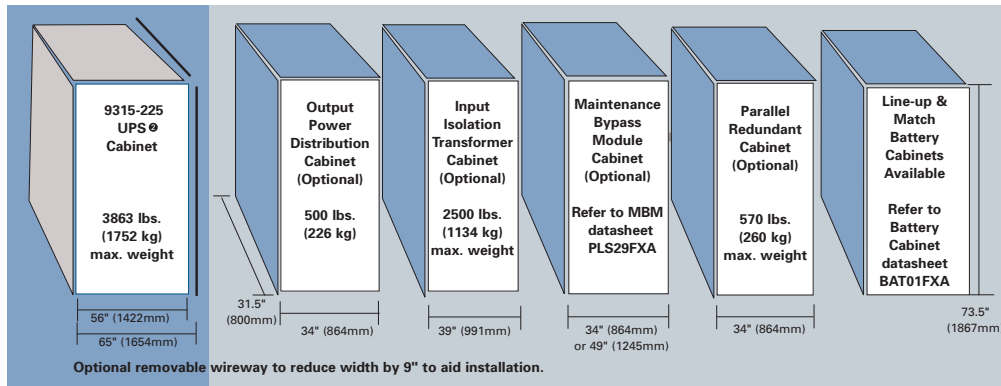 9315-225
UPS❷
Cabinet
3863 lbs.
(1752 kg)
max. weight
56" (1422mm)
65" (1654mm)
Output
Power
Distribution
Cabinet
(Optional)
500 lbs.
(226 kg)
31.5"
(800mm)
34" (864mm)
Input
Isolation
Transformer
Cabinet
(Optional)
2500 lbs.
(1134 kg)
max. weight
39" (991mm)
Maintenance
Bypass
Module
Cabinet
(Optional)
Refer to MBM
datasheet
PLS29FXA
34" (864mm)
or 49" (1245mm)
Parallel
Redundant
Cabinet
(Optional)
570 lbs.
(260 kg)
max. weight
34" (864mm)
Line-up &
Match
Battery
Cabinets
Available
Refer to
Battery
Cabinet
datasheet
BAT01FXA
73.5"
(1867mm)
Optional removable wireway to reduce width by 9" to aid installation.